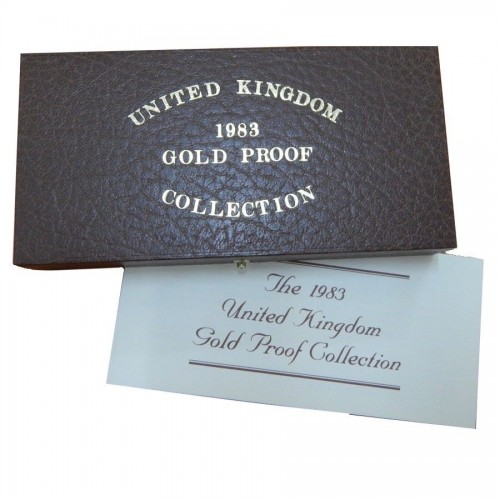 UNITED KINGDOM
1983
GOLD PROOF
COLLECTION
The 1983
United Kingdom
Gold Proof Collection